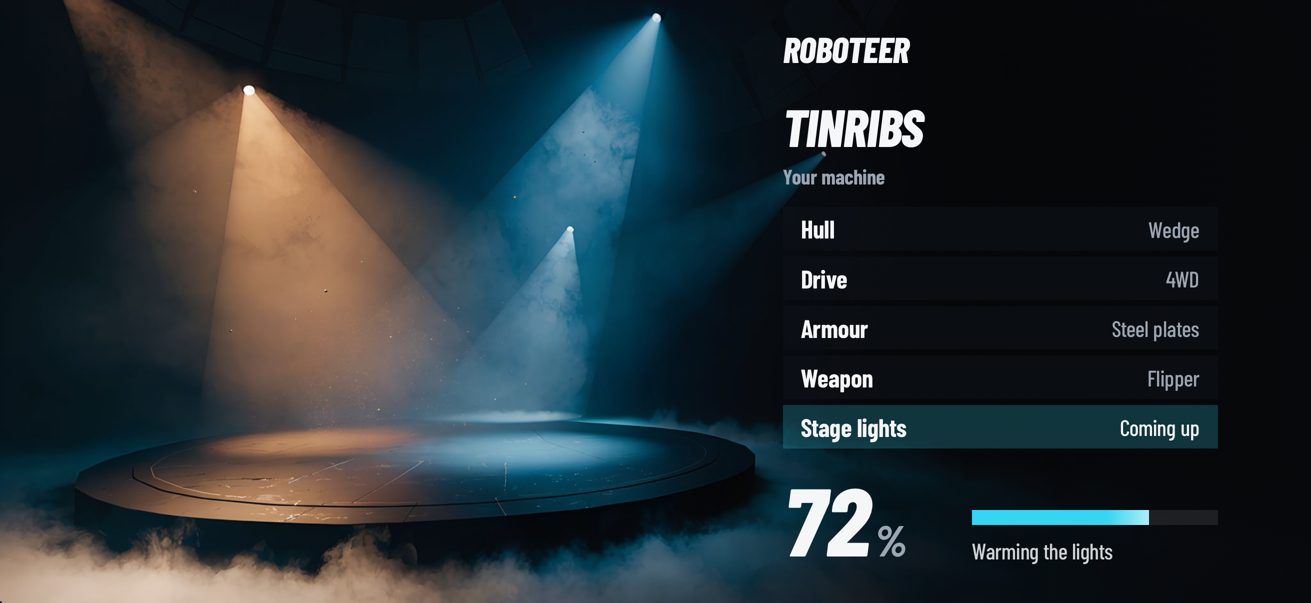 ROBOTEER
TINRIBS
Your machine
Hull Wedge
Drive 4WD
Armour Steel plates
Weapon Flipper
Stage lights Coming up
72%
Warming the lights